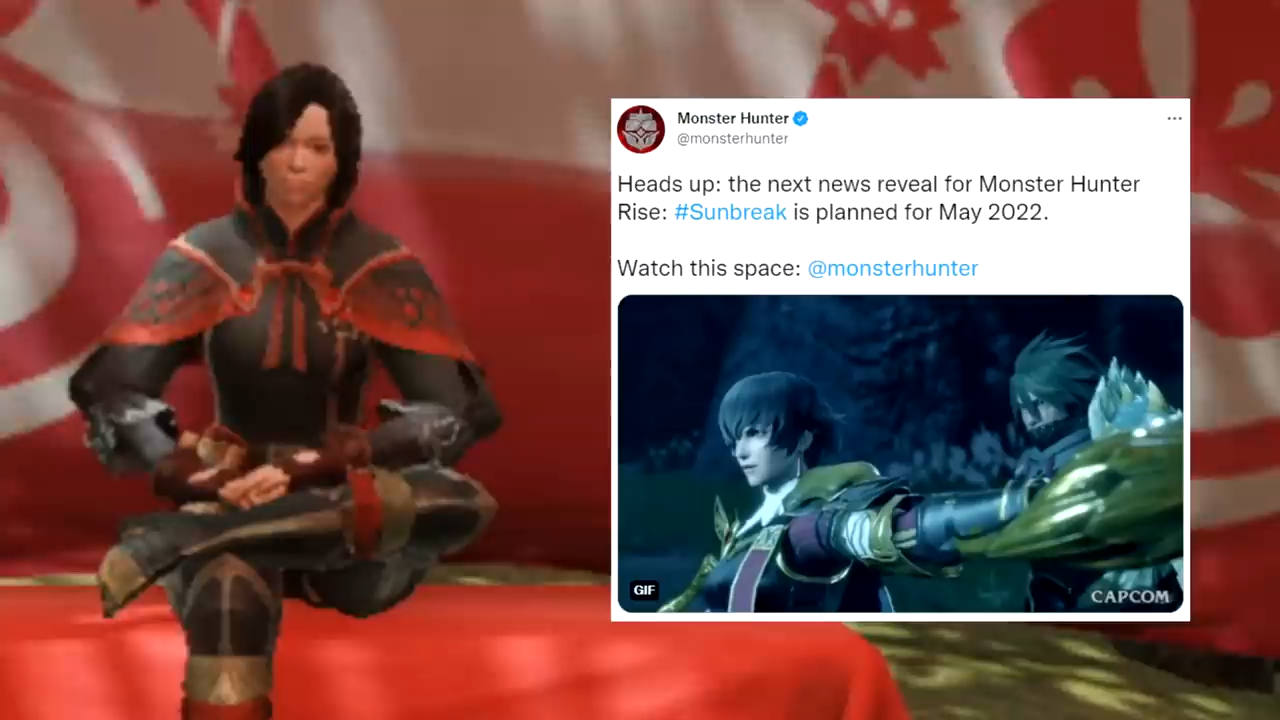 Monster Hunter
@monsterhunter
Heads up: the next news reveal for Monster Hunter
Rise: #Sunbreak is planned for May 2022.
Watch this space: @monsterhunter
GIF
CAPCOM